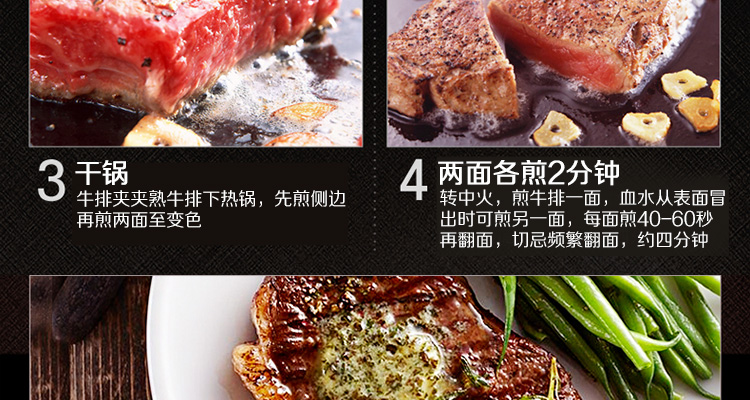 3 干锅
牛排夹夹熟牛排下热锅，先煎侧边
再煎两面至变色
4 两面各煎2分钟
转中火，煎牛排一面，血水从表面冒
出时可煎另一面，每面煎40-60秒
再翻面，切忌频繁翻面，约四分钟